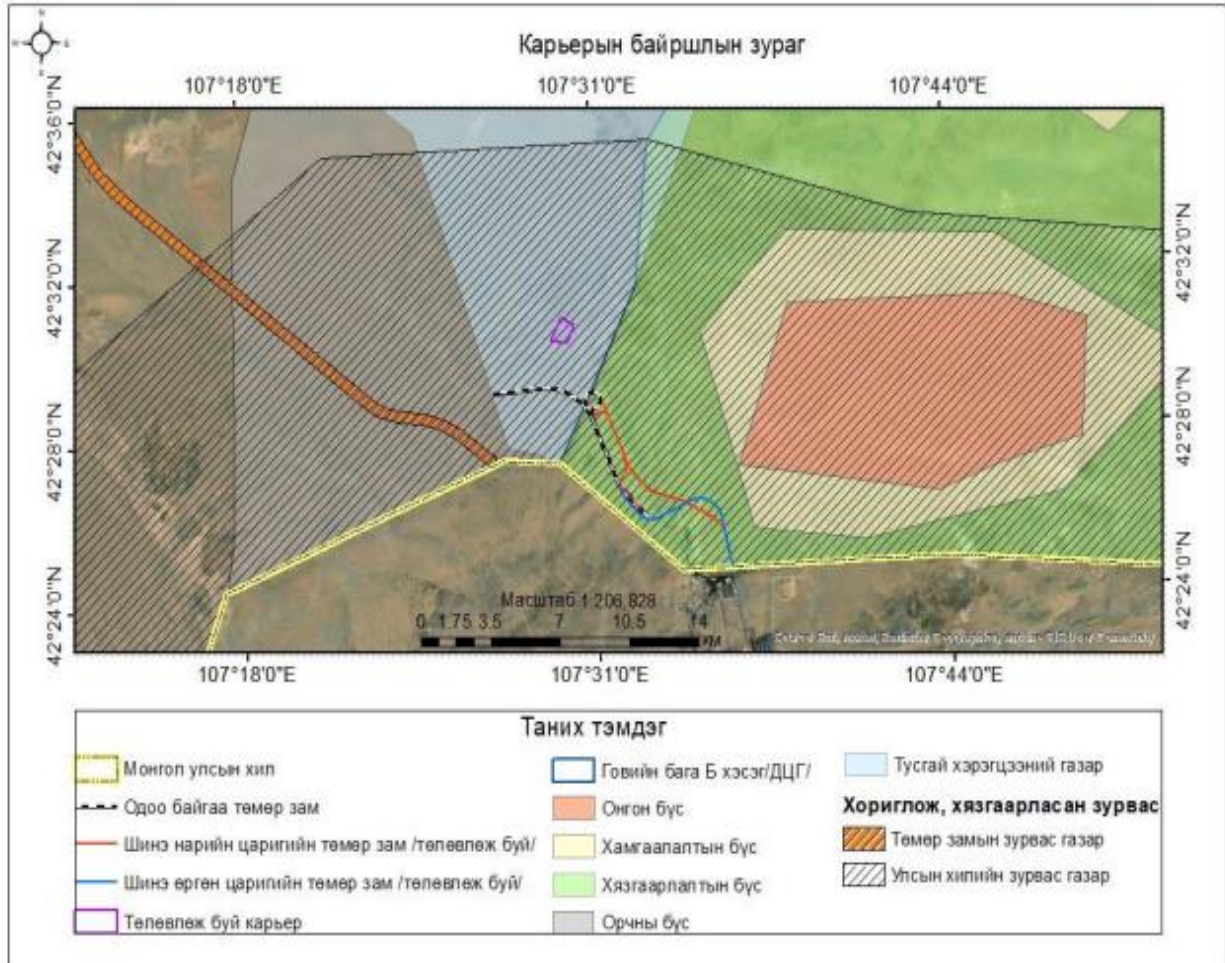 Карьерын байршлын зураг
107°18'0"E 107°31'0"E 107°44'0"E
42°36'0"N
42°32'0"N
42°32'0"N
42°28'0"N
42°28'0"N
42°24'0"N
42°24'0"N
Масштаб 1:206,828
0 1.75 3.5 7 10.5 14
КМ
107°18'0"E 107°31'0"E 107°44'0"E
Таних тэмдэг
Монгол улсын хил
Одоо байгаа төмөр зам
Шинэ нарийн царигийн төмөр зам /төлөвлөж буй/
Шинэ өргөн царигийн төмөр зам /төлөвлөж буй/
Төлөвлөж буй карьер
Говийн бага Б хэсэг/ДЦГ/
Онгон бүс
Хамгаалалтын бүс
Хязгаарлалтын бүс
Орчны бүс
Тусгай хэрэгцээний газар
Хориглож, хязгаарласан зурвас
Төмөр замын зурвас газар
Улсын хилийн зурвас газар